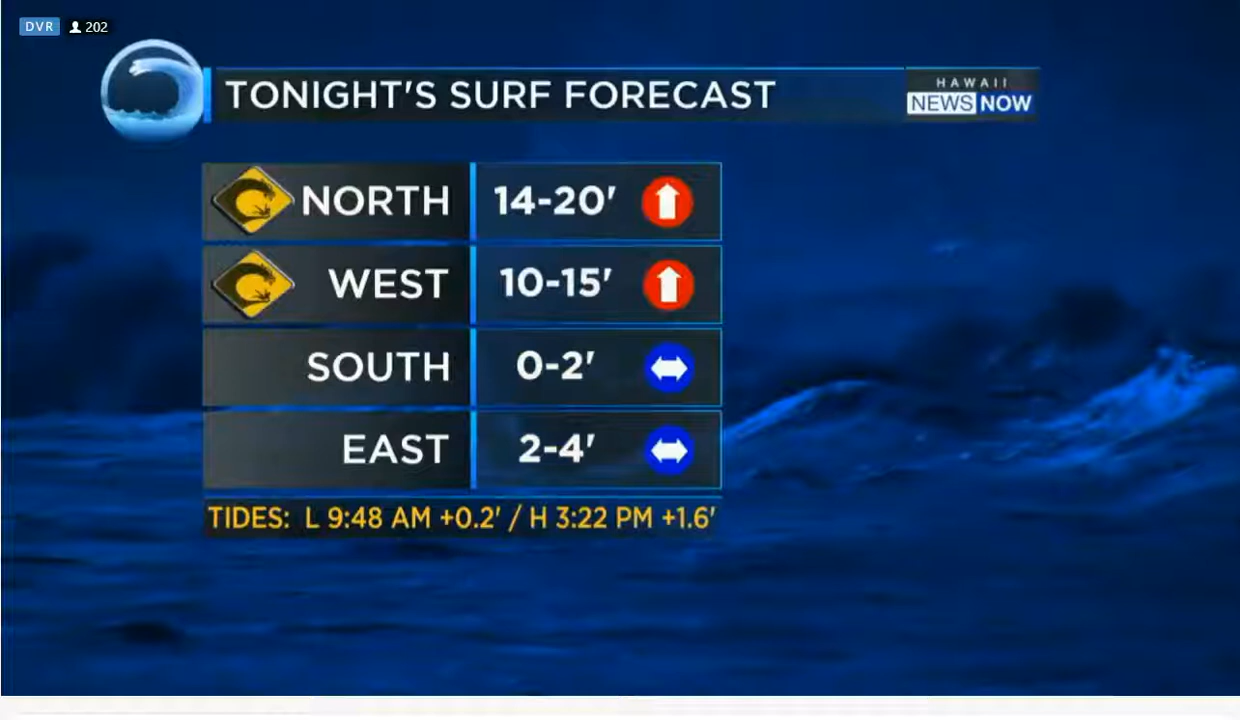 DVR 202
TONIGHT'S SURF FORECAST
HAWAII
NEWS NOW
NORTH 14-20'
WEST 10-15'
SOUTH 0-2'
EAST 2-4'
TIDES: L 9:48 AM +0.2' / H 3:22 PM +1.6'